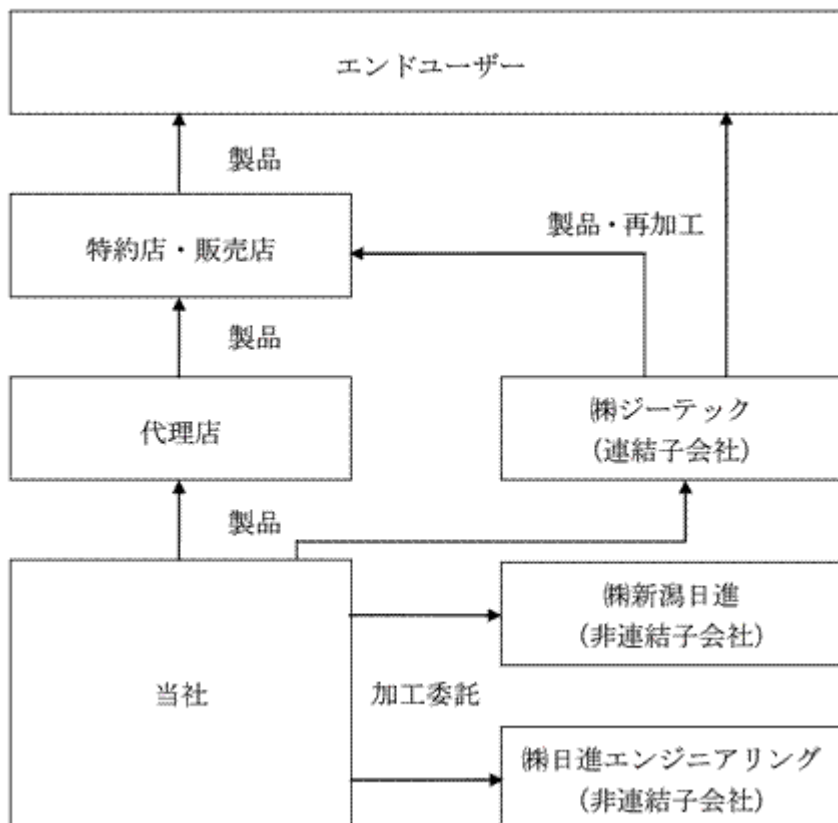 エンドユーザー
製品
特約店・販売店
製品・再加工
製品
代理店
㈱ジーテック
(連結子会社)
製品
㈱新潟日進
(非連結子会社)
当社
加工委託
㈱日進エンジニアリング
(非連結子会社)